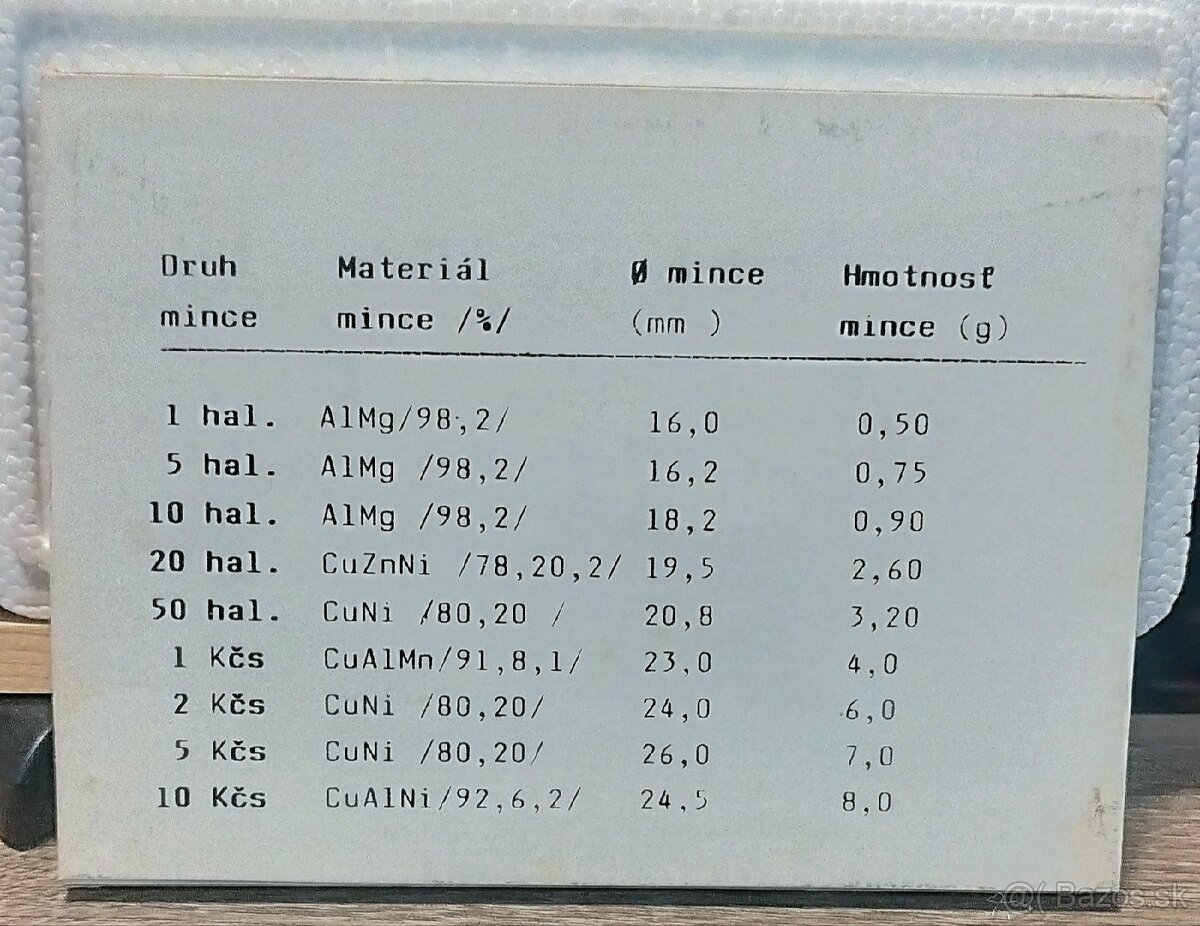 Druh Materiál Ø mince Hmotnosť
mince mince /%/ (mm ) mince (g)
1 hal. AlMg/98,2/ 16,0 0,50
5 hal. AlMg /98,2/ 16,2 0,75
10 hal. AlMg /98,2/ 18,2 0,90
20 hal. CuZnNi /78,20,2/ 19,5 2,60
50 hal. CuNi /80,20 / 20,8 3,20
1 Kčs CuAlMn/91,8,1/ 23,0 4,0
2 Kčs CuNi /80,20/ 24,0 6,0
5 Kčs CuNi /80,20/ 26,0 7,0
10 Kčs CuAlNi/92,6,2/ 24,5 8,0
Bazos.sk